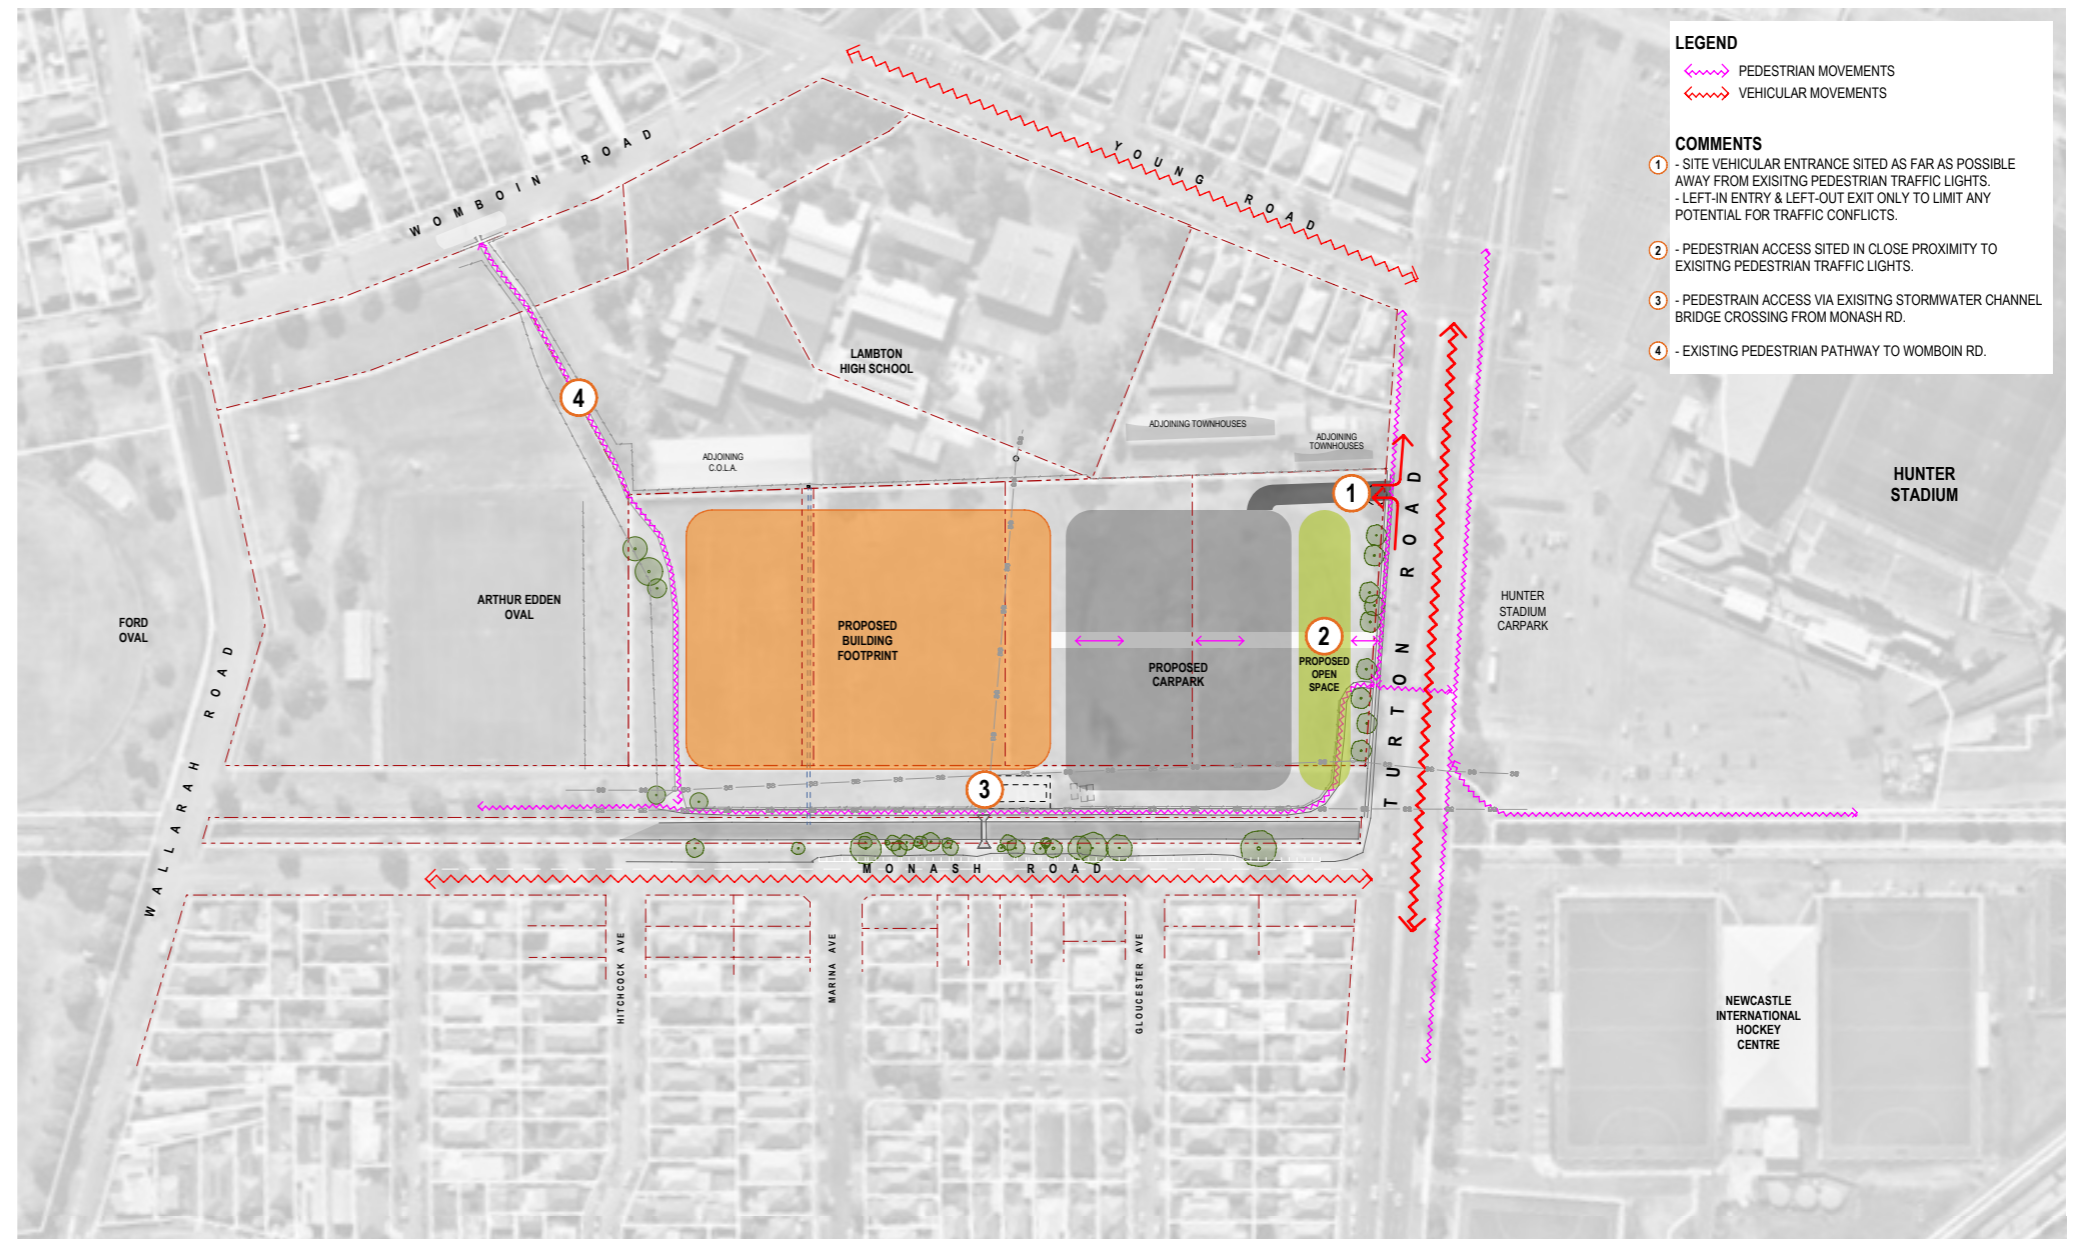 LEGEND
PEDESTRIAN MOVEMENTS
VEHICULAR MOVEMENTS
COMMENTS
1 - SITE VEHICULAR ENTRANCE SITED AS FAR AS POSSIBLE
AWAY FROM EXISITNG PEDESTRIAN TRAFFIC LIGHTS.
- LEFT-IN ENTRY & LEFT-OUT EXIT ONLY TO LIMIT ANY
POTENTIAL FOR TRAFFIC CONFLICTS.
2 - PEDESTRIAN ACCESS SITED IN CLOSE PROXIMITY TO
EXISITNG PEDESTRIAN TRAFFIC LIGHTS.
3 - PEDESTRAIN ACCESS VIA EXISITNG STORMWATER CHANNEL
BRIDGE CROSSING FROM MONASH RD.
4 - EXISTING PEDESTRIAN PATHWAY TO WOMBOIN RD.
WOMBOIN ROAD
YOUNG ROAD
LAMBTON
HIGH SCHOOL
4
ADJOINING TOWNHOUSES
ADJOINING
TOWNHOUSES
ADJOINING
C.O.L.A.
1
HUNTER
STADIUM
TURTON ROAD
ARTHUR EDDEN
OVAL
FORD
OVAL
PROPOSED
BUILDING
FOOTPRINT
PROPOSED
CARPARK
2
PROPOSED
OPEN
SPACE
HUNTER
STADIUM
CARPARK
WALLARAH ROAD
3
MONASH ROAD
HITCHCOCK AVE
MARINA AVE
GLOUCESTER AVE
NEWCASTLE
INTERNATIONAL
HOCKEY
CENTRE